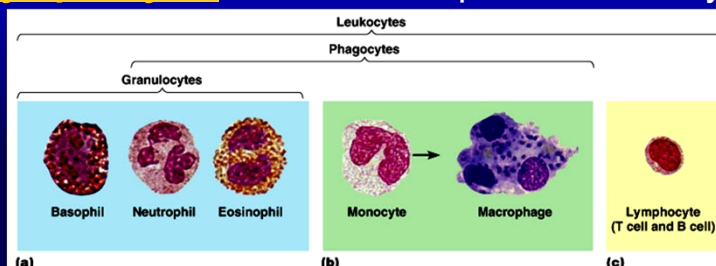 Leukocytes
Phagocytes
Granulocytes
Basophil Neutrophil Eosinophil Monocyte Macrophage Lymphocyte
(T cell and B cell)
(a) (b) (c)